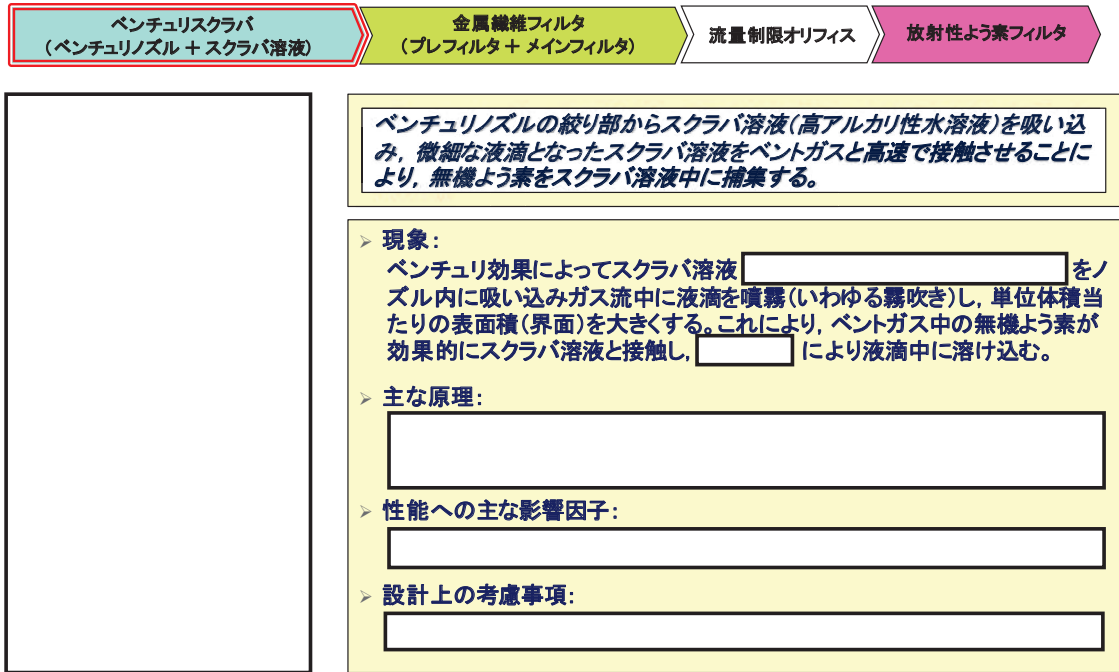 ベンチュリスクラバ
（ベンチュリノズル ＋ スクラバ溶液）
金属繊維フィルタ
（プレフィルタ＋ メインフィルタ）
流量制限オリフィス
放射性よう素フィルタ
ベンチュリノズルの絞り部からスクラバ溶液（高アルカリ性水溶液）を吸い込
み，微細な液滴となったスクラバ溶液をベントガスと高速で接触させることに
より，無機よう素をスクラバ溶液中に捕集する。
➢ 現象：
ベンチュリ効果によってスクラバ溶液 をノ
ズル内に吸い込みガス流中に液滴を噴霧（いわゆる霧吹き）し，単位体積当
たりの表面積（界面）を大きくする。これにより，ベントガス中の無機よう素が
効果的にスクラバ溶液と接触し， により液滴中に溶け込む。
➢ 主な原理：
➢ 性能への主な影響因子：
➢ 設計上の考慮事項：